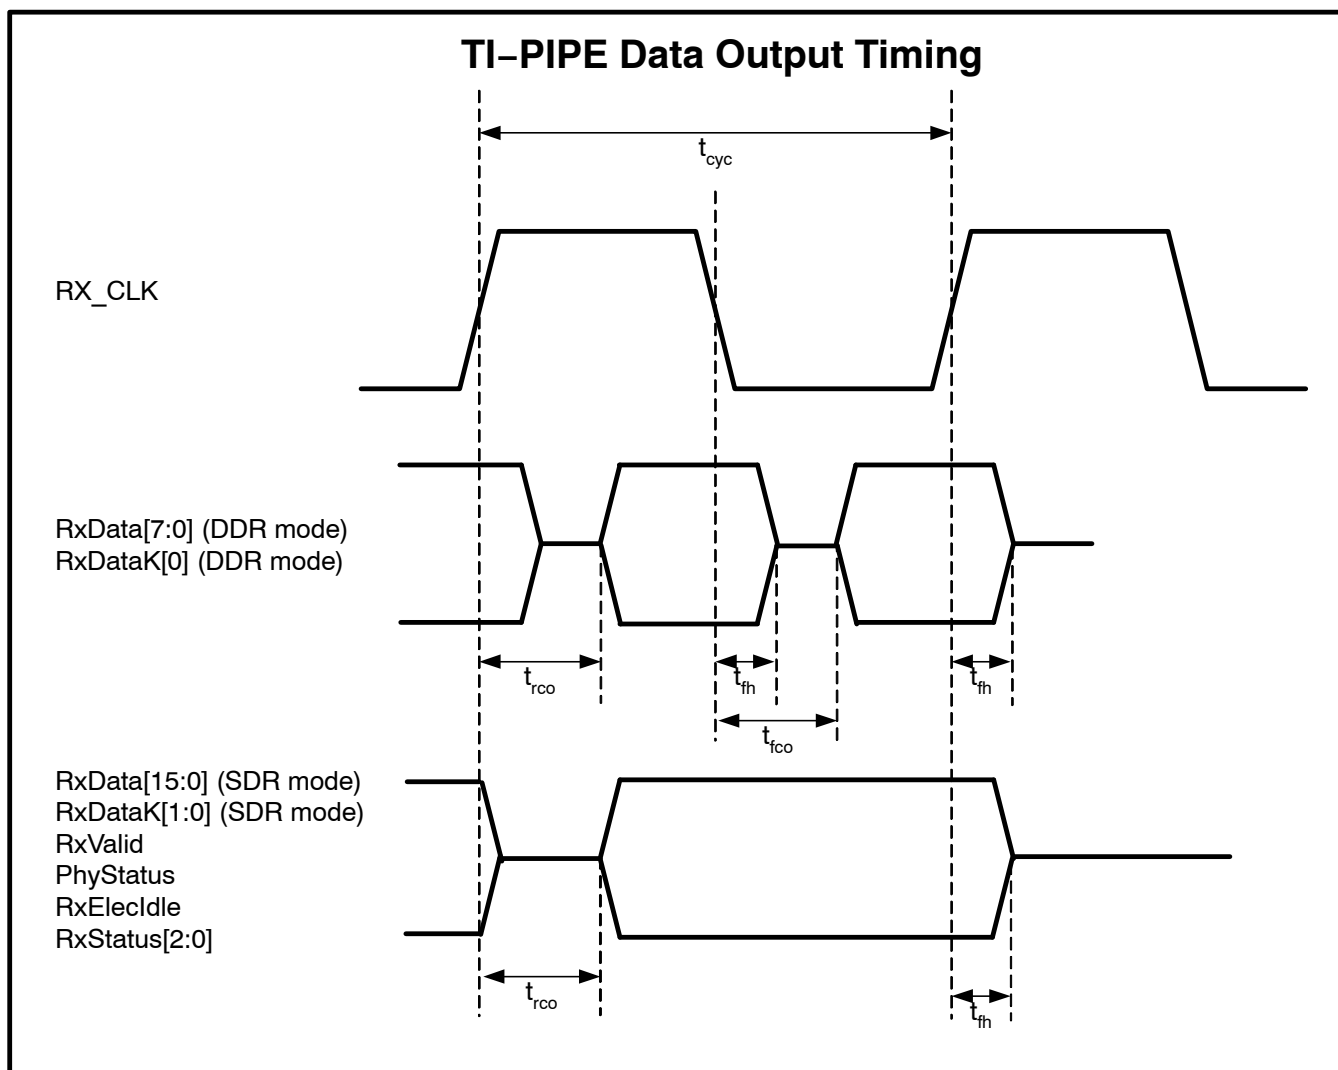 TI–PIPE Data Output Timing
tcyc
RX_CLK
RxData[7:0] (DDR mode)
RxDataK[0] (DDR mode)
trco
tfh
tfh
tfco
RxData[15:0] (SDR mode)
RxDataK[1:0] (SDR mode)
RxValid
PhyStatus
RxElecIdle
RxStatus[2:0]
trco
tfh